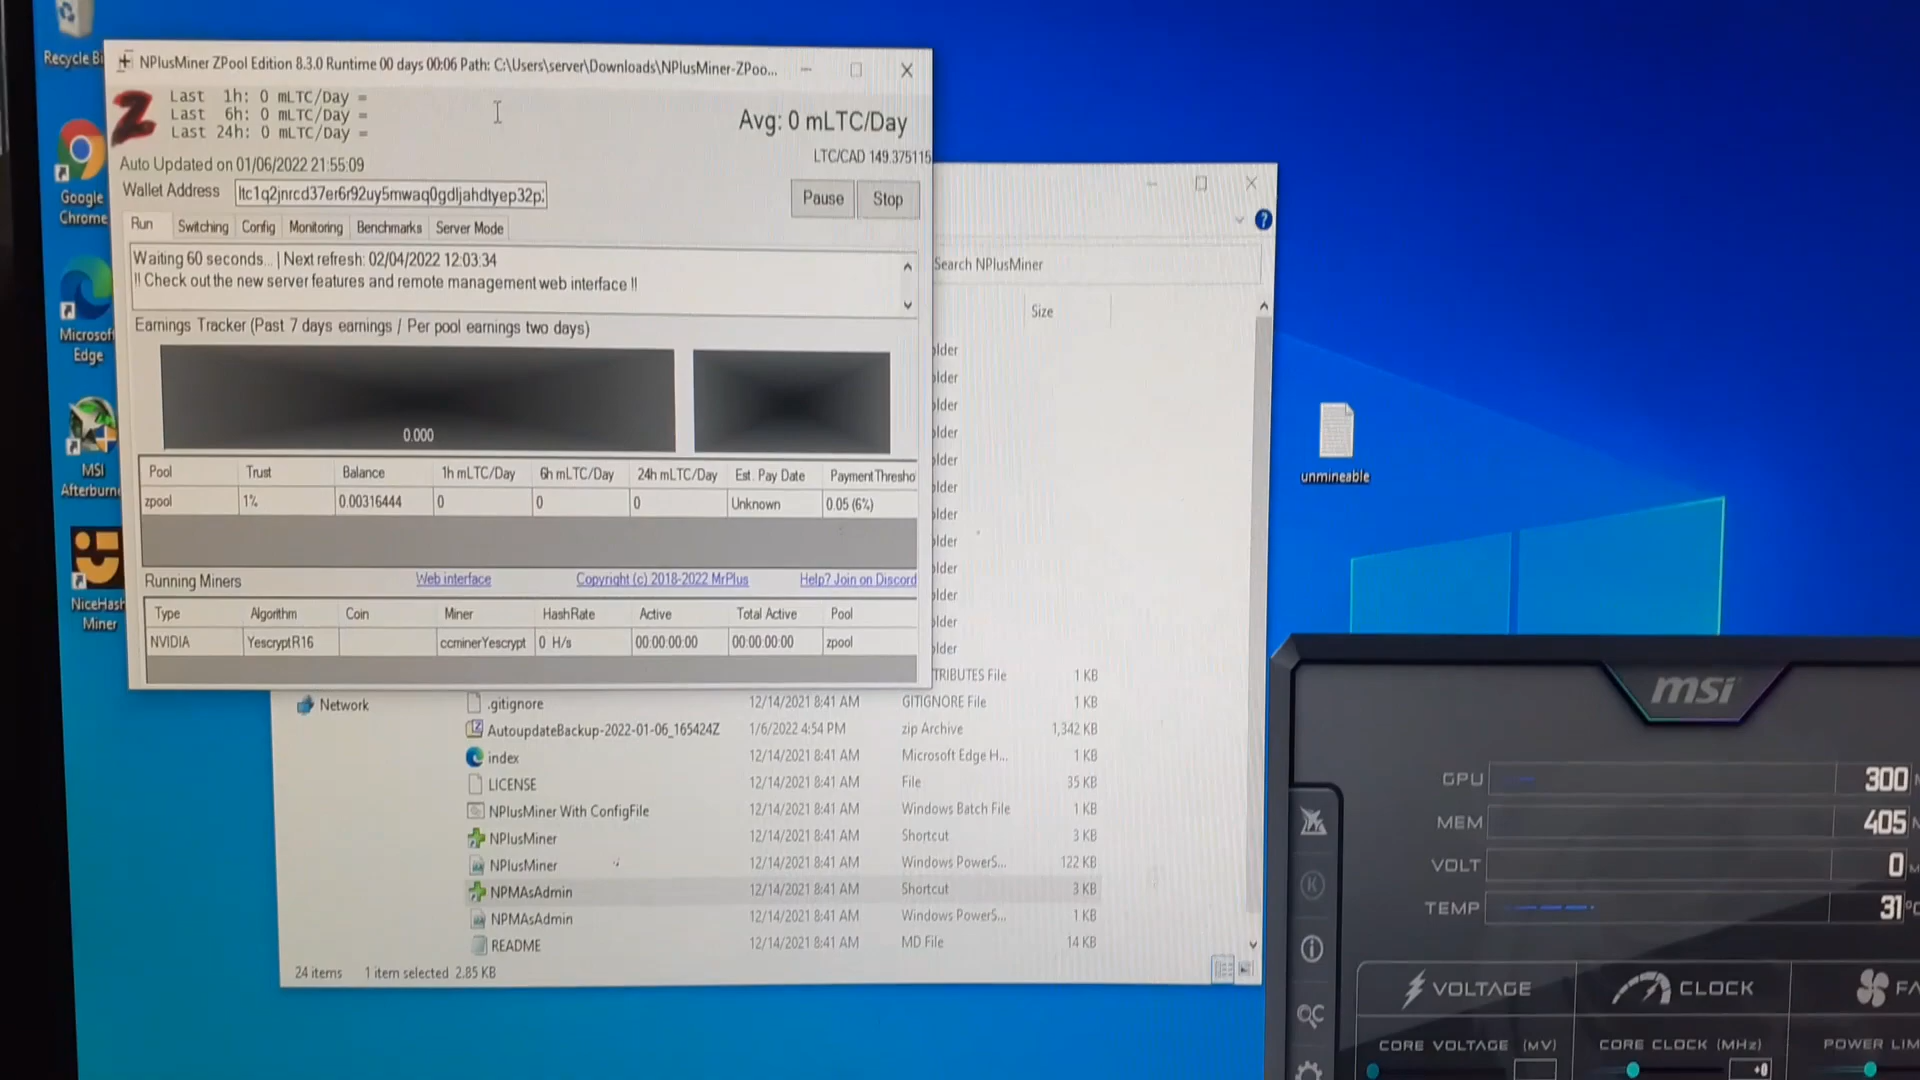 Recycle Bi
NPlusMiner ZPool Edition 8.3.0 Runtime 00 days 00:06 Path: C:\Users\server\Downloads\NPlusMiner-ZPoo...
Last 1h: 0 mLTC/Day =
Last 6h: 0 mLTC/Day =
Last 24h: 0 mLTC/Day =
Avg: 0 mLTC/Day
LTC/CAD 149.375115
Auto Updated on 01/06/2022 21:55:09
Wallet Address
ltc1q2jnrcd37er6r92uy5mwaq0gdljahdtyep32p
Pause
Stop
Google
Chrome
Run
Switching
Config
Monitoring
Benchmarks
Server Mode
Waiting 60 seconds... | Next refresh: 02/04/2022 12:03:34
!! Check out the new server features and remote management web interface !!
Search NPlusMiner
Size
Microsoft
Edge
Earnings Tracker (Past 7 days earnings / Per pool earnings two days)
0.000
Pool Trust Balance 1h mLTC/Day 6h mLTC/Day 24h mLTC/Day Est. Pay Date PaymentThresho
zpool 1% 0.00316444 0 0 0 Unknown 0.05 (6%)
MSI
Afterburn
unmineable
older
older
older
older
older
older
older
older
older
older
older
older
Running Miners
Web interface
Copyright (c) 2018-2022 MrPlus
Help? Join on Discord
Type Algorithm Coin Miner HashRate Active Total Active Pool
NVIDIA YescryptR16 ccminerYescrypt 0 H/s 00:00:00:00 00:00:00:00 zpool
NiceHash
Miner
Network
TRIBUTES File 1 KB
.gitignore 12/14/2021 8:41 AM GITIGNORE File 1 KB
AutoupdateBackup-2022-01-06_165424Z 1/6/2022 4:54 PM zip Archive 1,342 KB
index 12/14/2021 8:41 AM Microsoft Edge H... 1 KB
LICENSE 12/14/2021 8:41 AM File 35 KB
NPlusMiner With ConfigFile 12/14/2021 8:41 AM Windows Batch File 1 KB
NPlusMiner 12/14/2021 8:41 AM Shortcut 3 KB
NPlusMiner 12/14/2021 8:41 AM Windows PowerS... 122 KB
NPMAsAdmin 12/14/2021 8:41 AM Shortcut 3 KB
NPMAsAdmin 12/14/2021 8:41 AM Windows PowerS... 1 KB
README 12/14/2021 8:41 AM MD File 14 KB
24 items 1 item selected 2.85 KB
msi
GPU 300
MEM 405
VOLT 0
TEMP 31 °C
VOLTAGE
CLOCK
FA
CORE VOLTAGE (MV)
CORE CLOCK (MHz)
+0
POWER LIM